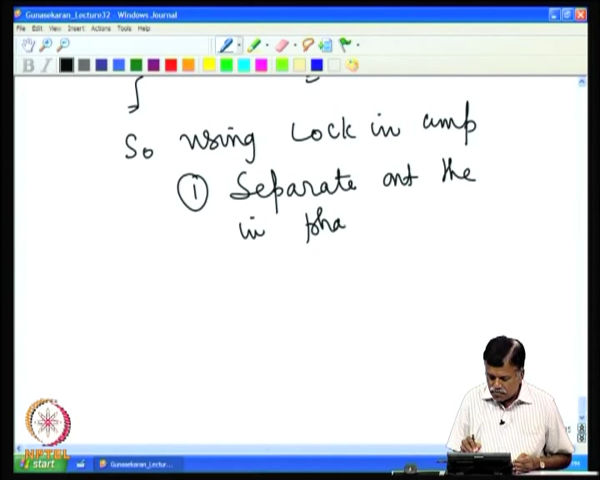 Gunasekaran_Lecture32 - Windows Journal
File Edit View Insert Actions Tools Help
B I
So using Lock in amp
① Separate out the
in pha
NPTEL
start
Gunasekaran_Lectur...